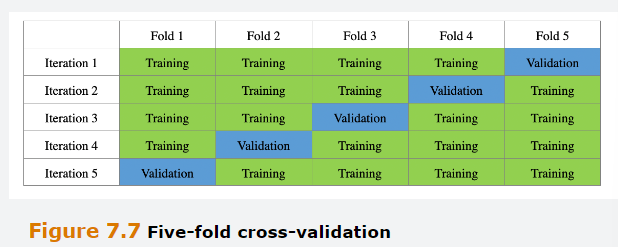 Fold 1 Fold 2 Fold 3 Fold 4 Fold 5
Iteration 1 Training Training Training Training Validation
Iteration 2 Training Training Training Validation Training
Iteration 3 Training Training Validation Training Training
Iteration 4 Training Validation Training Training Training
Iteration 5 Validation Training Training Training Training
Figure 7.7 Five-fold cross-validation